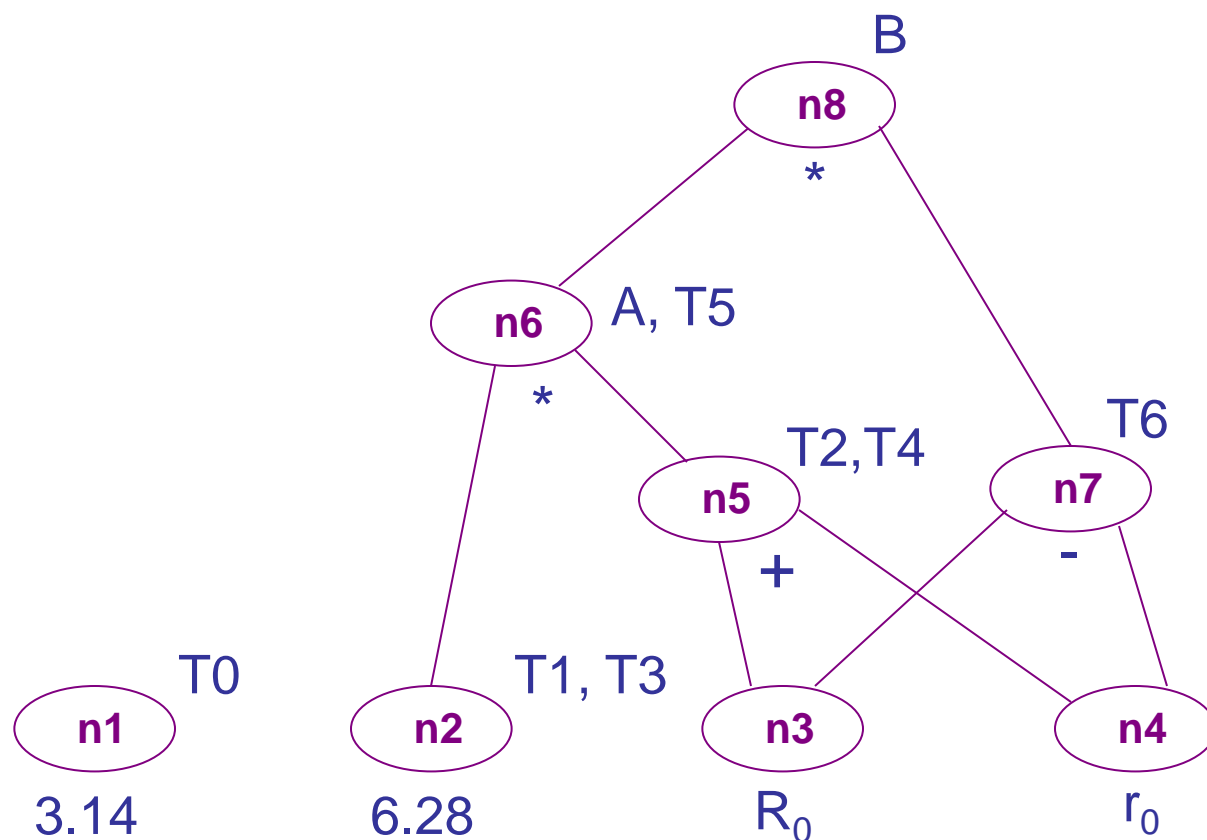 B
n8
*
n6
A, T5
*
T2,T4
T6
n5
n7
+
-
T0
T1, T3
n1
n2
n3
n4
3.14
6.28
R₀
r₀